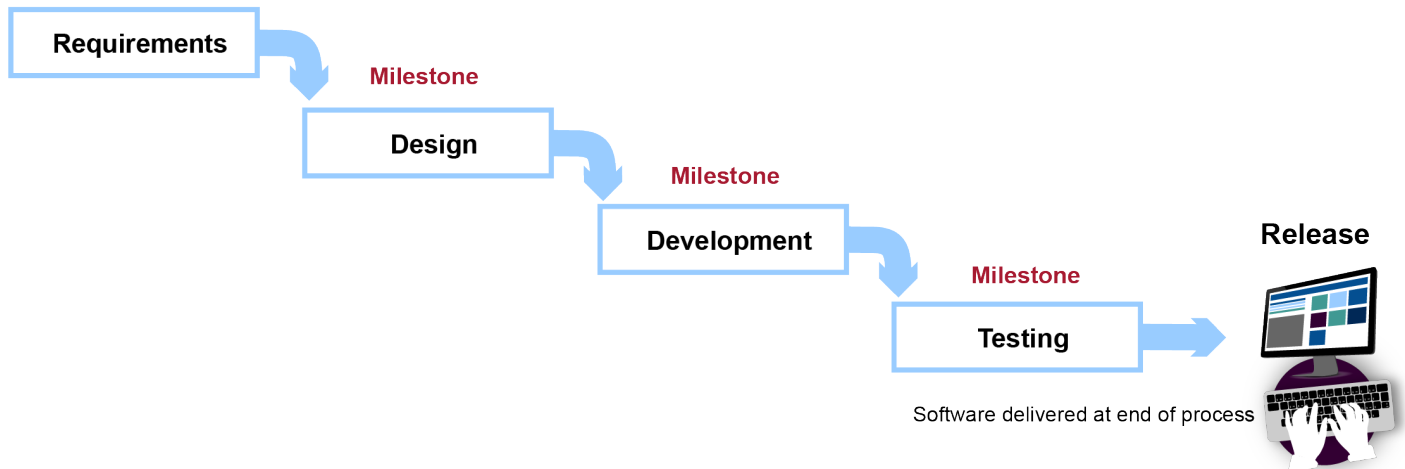 Requirements
Milestone
Design
Milestone
Development
Release
Milestone
Testing
Software delivered at end of process